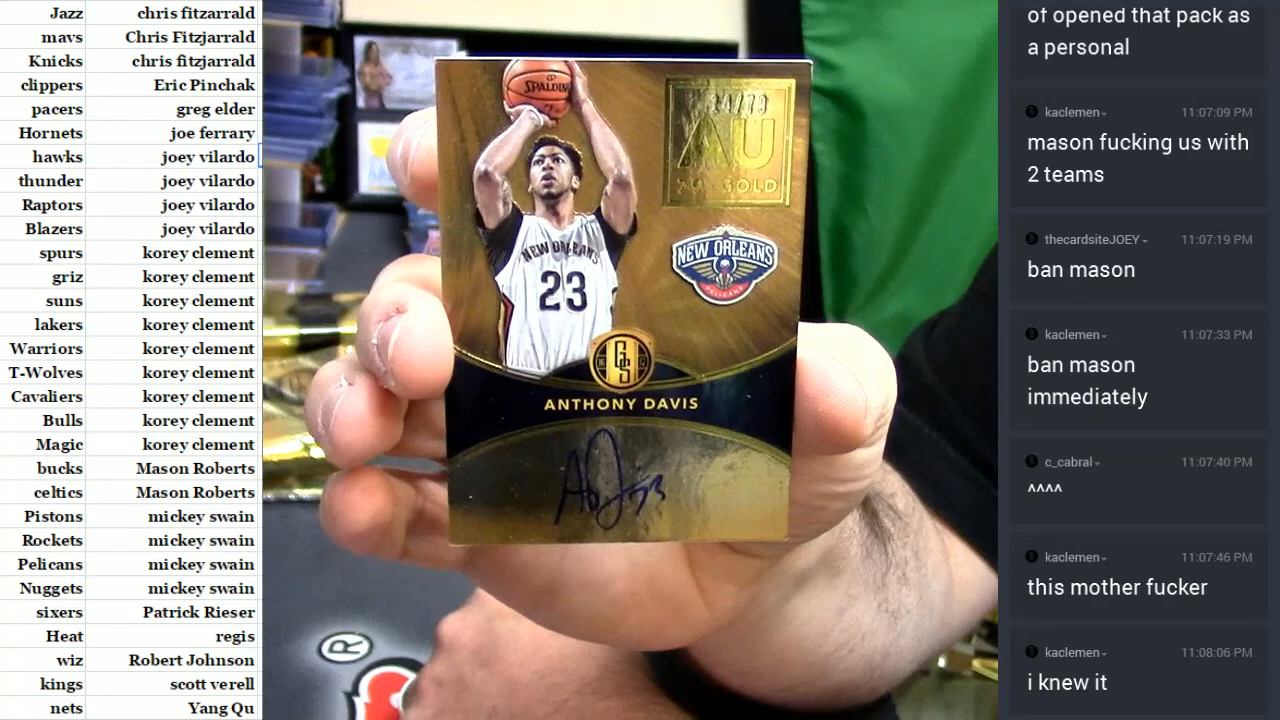 Jazz chris fitzarrald
mavs Chris Fitzjarrald
Knicks chris fitzjarrald
clippers Eric Pinchak
pacers greg elder
Hornets joe ferrary
hawks joey vilardo
thunder joey vilardo
Raptors joey vilardo
Blazers joey vilardo
spurs korey clement
griz korey clement
suns korey clement
lakers korey clement
Warriors korey clement
T-Wolves korey clement
Cavaliers korey clement
Bulls korey clement
Magic korey clement
bucks Mason Roberts
celtics Mason Roberts
Pistons mickey swain
Rockets mickey swain
Pelicans mickey swain
Nuggets mickey swain
sixers Patrick Rieser
Heat regis
wiz Robert Johnson
kings scott verell
nets Yang Qu
SPALDING
AU
79 GOLD
NEW ORLEANS
23
NEW ORLEANS
PELICANS
GS
ANTHONY DAVIS
®
of opened that pack as
a personal
kaclemen 11:07:09 PM
mason fucking us with
2 teams
thecardsiteJOEY 11:07:19 PM
ban mason
kaclemen 11:07:33 PM
ban mason
immediately
c_cabral 11:07:40 PM
^^^^
kaclemen 11:07:46 PM
this mother fucker
kaclemen 11:08:06 PM
i knew it